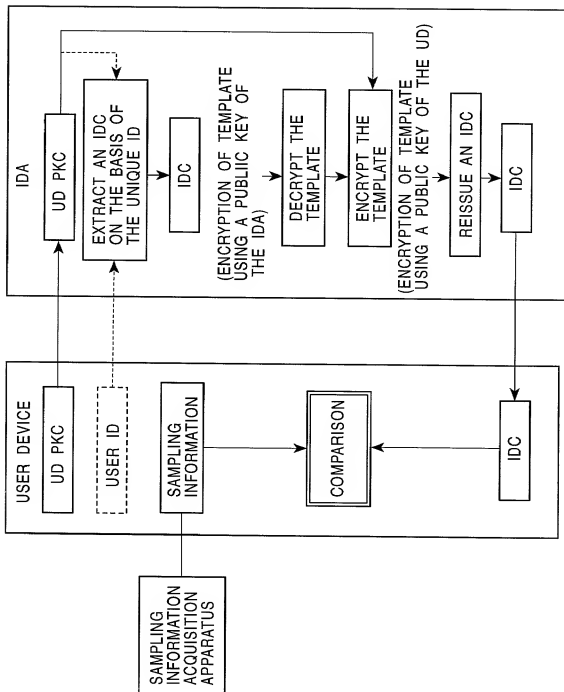 SAMPLING
INFORMATION
ACQUISITION
APPARATUS
USER DEVICE
UD PKC
USER ID
SAMPLING
INFORMATION
COMPARISON
IDC
IDA
UD PKC
EXTRACT AN IDC
ON THE BASIS OF
THE UNIQUE ID
IDC
(ENCRYPTION OF TEMPLATE
USING A PUBLIC KEY OF
THE IDA)
DECRYPT THE
TEMPLATE
ENCRYPT THE
TEMPLATE
(ENCRYPTION OF TEMPLATE
USING A PUBLIC KEY OF THE UD)
REISSUE AN IDC
IDC